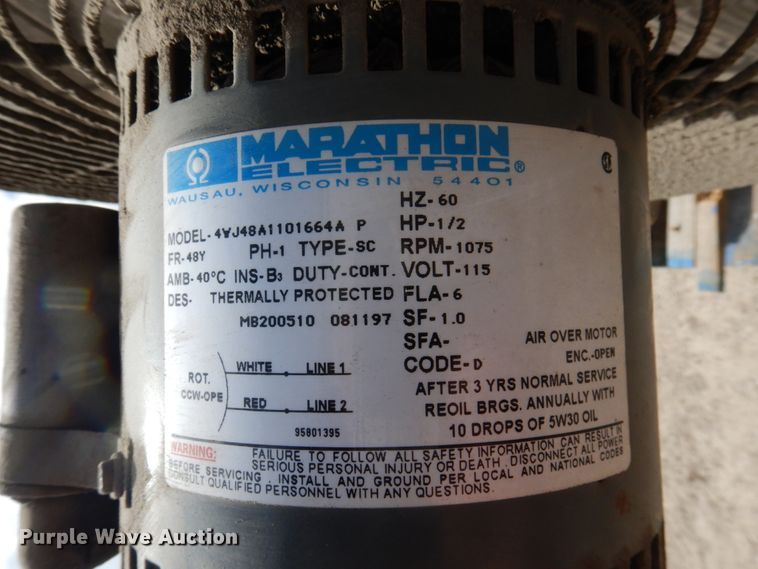 MARATHON
ELECTRIC®
WAUSAU, WISCONSIN 54401
HZ-60
MODEL-4VJ48A1101664A P HP-1/2
FR-48Y PH-1 TYPE-SC RPM-1075
AMB-40°C INS-B3 DUTY-CONT. VOLT-115
DES- THERMALLY PROTECTED FLA-6
MB200510 081197 SF-1.0
SFA- AIR OVER MOTOR
CODE-D ENC.-OPEN
ROT.
CCW-OPE
WHITE LINE 1
RED LINE 2
95801395
AFTER 3 YRS NORMAL SERVICE
REOIL BRGS. ANNUALLY WITH
10 DROPS OF 5W30 OIL
WARNING: FAILURE TO FOLLOW ALL SAFETY INFORMATION CAN RESULT IN
SERIOUS PERSONAL INJURY OR DEATH. DISCONNECT ALL POWER
BEFORE SERVICING. INSTALL AND GROUND PER LOCAL AND NATIONAL CODES
CONSULT QUALIFIED PERSONNEL WITH ANY QUESTIONS.
Purple Wave Auction